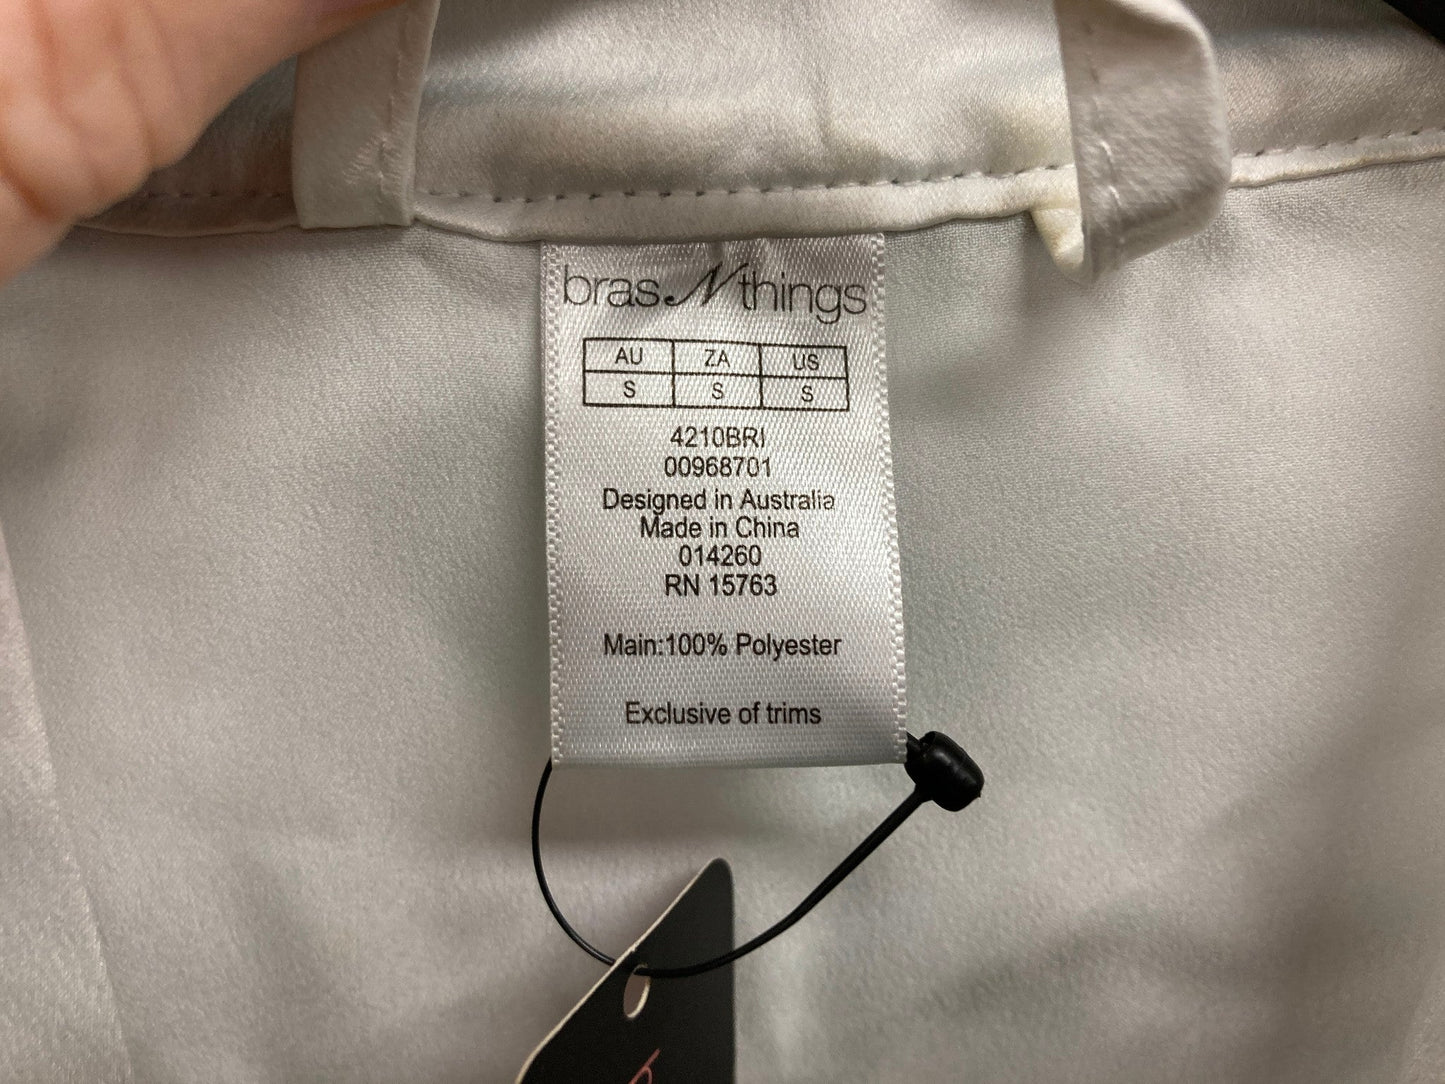 bras N things
AU ZA US
S S S
4210BRI
00968701
Designed in Australia
Made in China
014260
RN 15763
Main:100% Polyester
Exclusive of trims